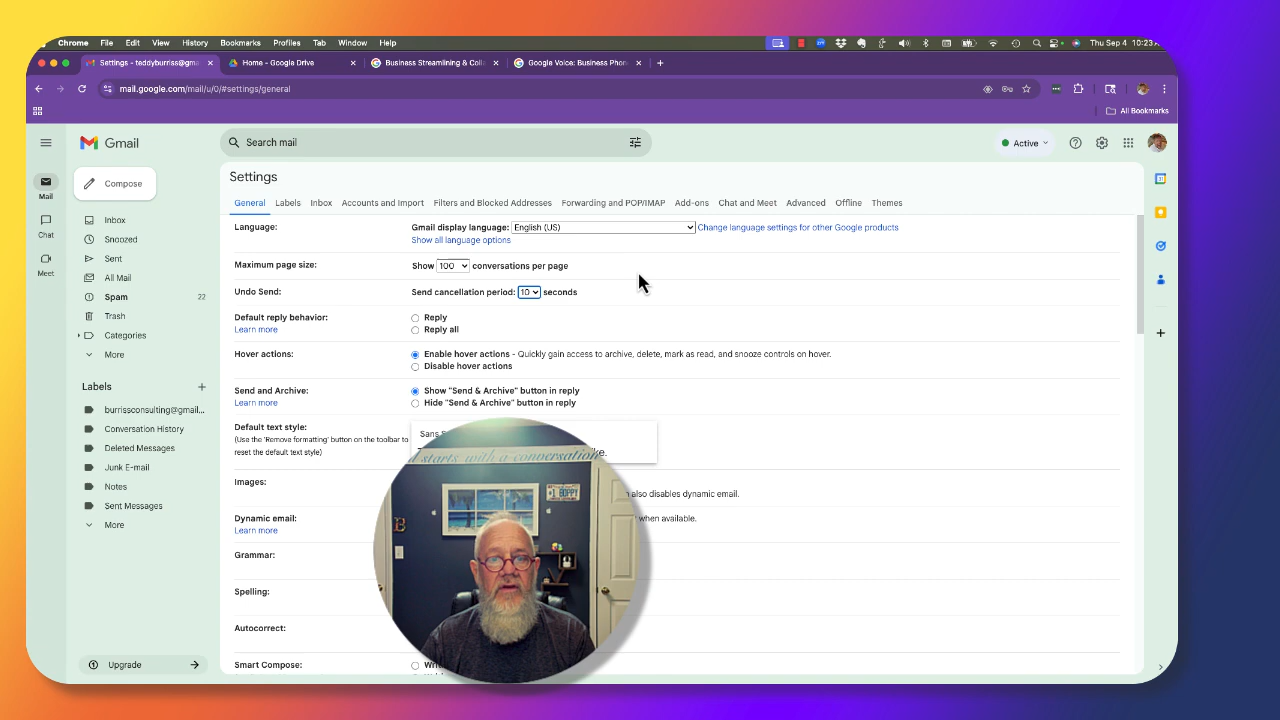 Chrome File Edit View History Bookmarks Profiles Tab Window Help Thu Sep 4 10:23
Settings - teddyburriss@gma Home - Google Drive Business Streamlining & Colla Google Voice: Business Phon
mail.google.com/mail/u/0/#settings/general
All Bookmarks
Gmail
Search mail
Active
Mail
Chat
Meet
Compose
Inbox
Snoozed
Sent
All Mail
Spam 22
Trash
Categories
More
Labels
burrissconsulting@gmail...
Conversation History
Deleted Messages
Junk E-mail
Notes
Sent Messages
More
Upgrade
Settings
General Labels Inbox Accounts and Import Filters and Blocked Addresses Forwarding and POP/IMAP Add-ons Chat and Meet Advanced Offline Themes
Language: Gmail display language: English (US) Change language settings for other Google products
Show all language options
Maximum page size: Show 100 conversations per page
Undo Send: Send cancellation period: 10 seconds
Default reply behavior: Reply
Learn more Reply all
Hover actions: Enable hover actions - Quickly gain access to archive, delete, mark as read, and snooze controls on hover.
Disable hover actions
Send and Archive: Show "Send & Archive" button in reply
Learn more Hide "Send & Archive" button in reply
Default text style: Sans S
(Use the 'Remove formatting' button on the toolbar to
reset the default text style)
starts with a conversation
Images: also disables dynamic email.
Dynamic email: when available.
Learn more
Grammar:
Spelling:
Autocorrect:
Smart Compose:
#1 BOPPY
B